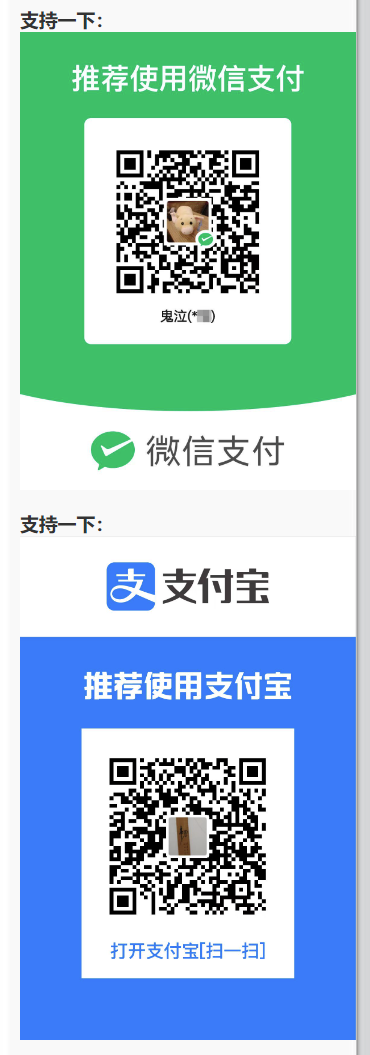 支持一下：
推荐使用微信支付
鬼泣(*)
微信支付
支持一下：
支 支付宝
推荐使用支付宝
打开支付宝[扫一扫]